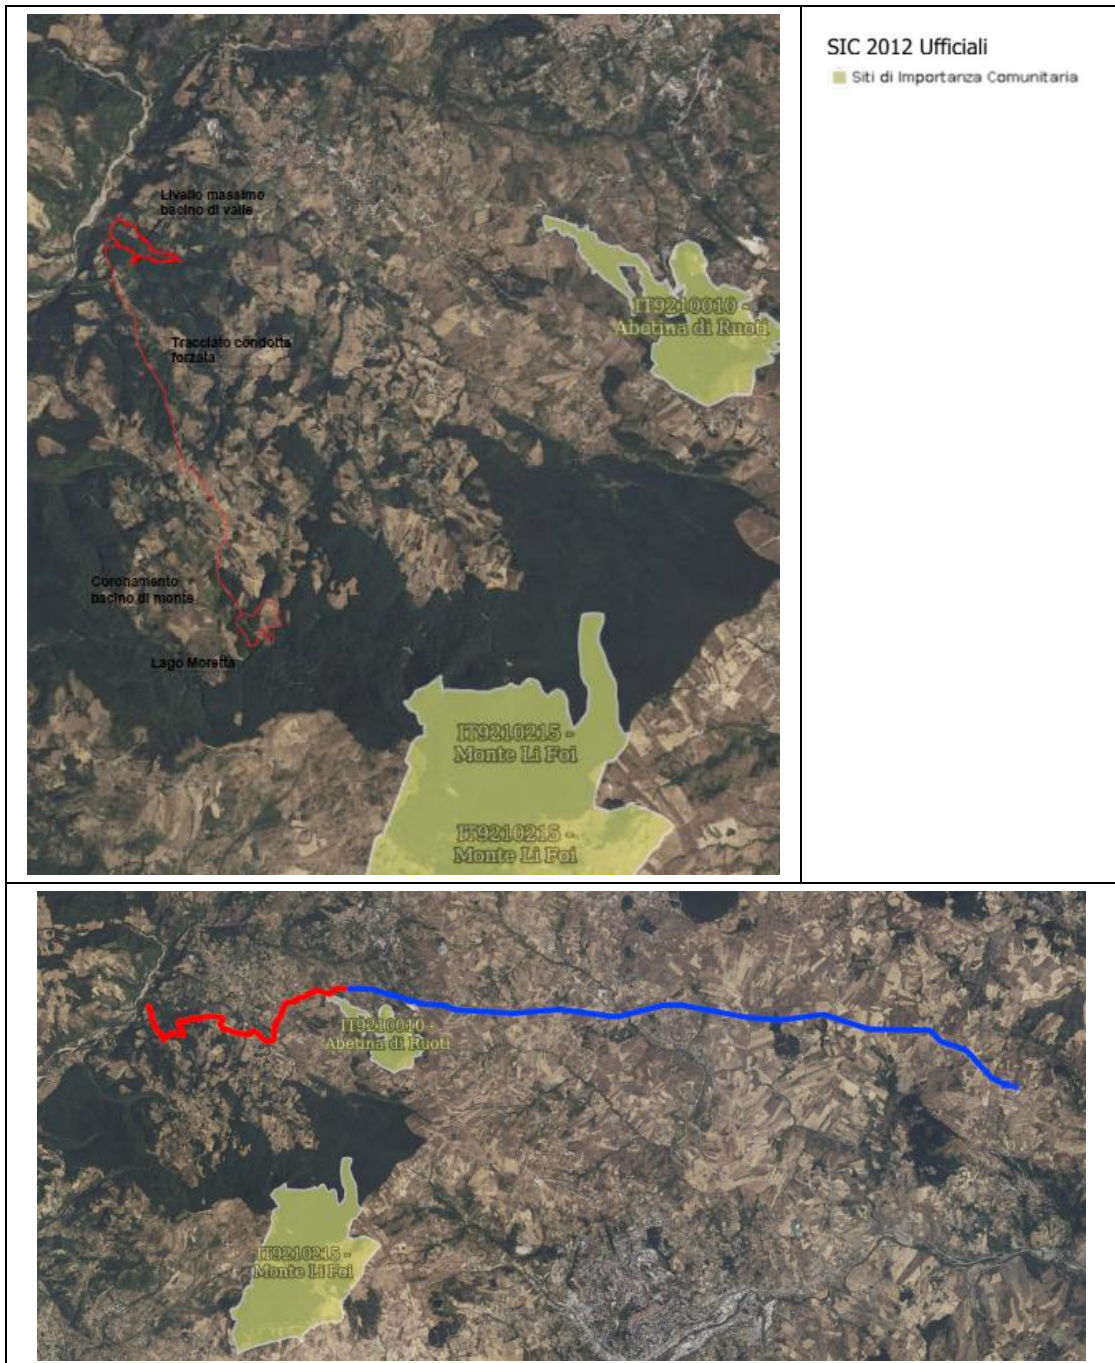 Livello massimo
bacino di valle
IT9210010 -
Abetina di Ruoti
Tracciato condotta
forzata
Coronamento
bacino di monte
Lago Moretta
IT9210215 -
Monte Li Foi
IT9210215 -
Monte Li Foi
SIC 2012 Ufficiali
Siti di Importanza Comunitaria
IT9210010 -
Abetina di Ruoti
IT9210215 -
Monte Li Foi